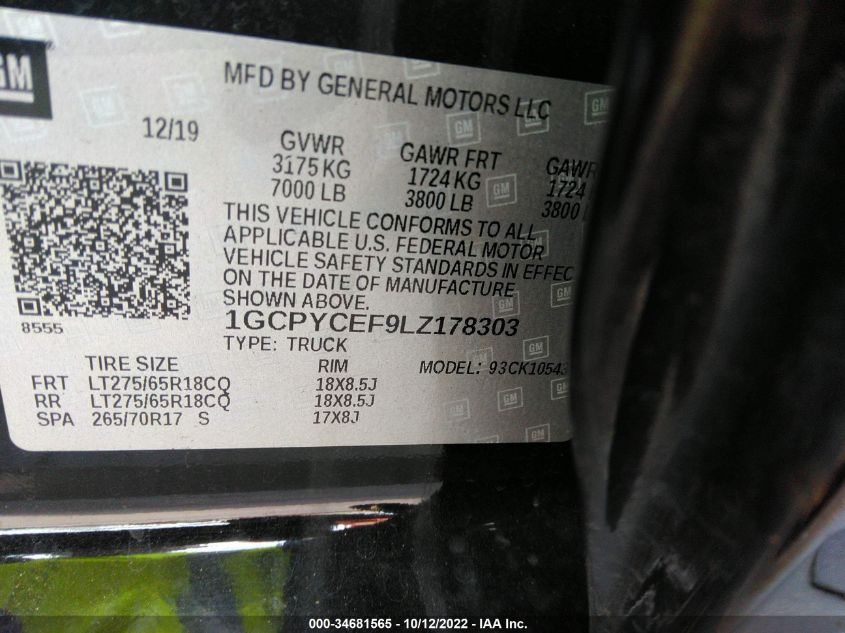 GM
MFD BY GENERAL MOTORS LLC
12/19
GVWR
3175 KG
7000 LB
GAWR FRT
1724 KG
3800 LB
GAWR
1724
3800
THIS VEHICLE CONFORMS TO ALL
APPLICABLE U.S. FEDERAL MOTOR
VEHICLE SAFETY STANDARDS IN EFFEC
ON THE DATE OF MANUFACTURE
SHOWN ABOVE.
8555
1GCPYCEF9LZ178303
TYPE: TRUCK
TIRE SIZE RIM MODEL: 93CK10543
FRT LT275/65R18CQ 18X8.5J
RR LT275/65R18CQ 18X8.5J
SPA 265/70R17 S 17X8J
000-34681565 - 10/12/2022 - IAA Inc.